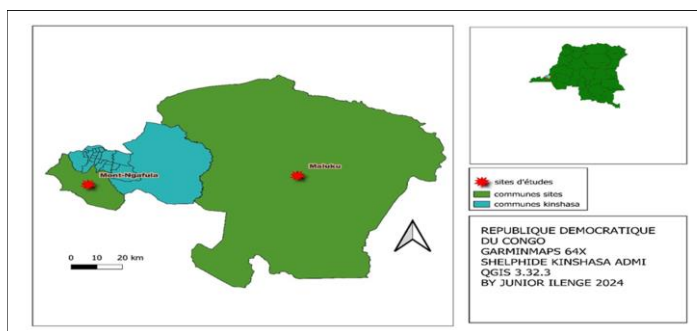 Mont-Ngafula
Maluku
0 10 20 km
sites d'études
communes sites
communes kinshasa
REPUBLIQUE DEMOCRATIQUE
DU CONGO
GARMINMAPS 64X
SHELPHIDE KINSHASA ADMI
QGIS 3.32.3
BY JUNIOR ILENGE 2024